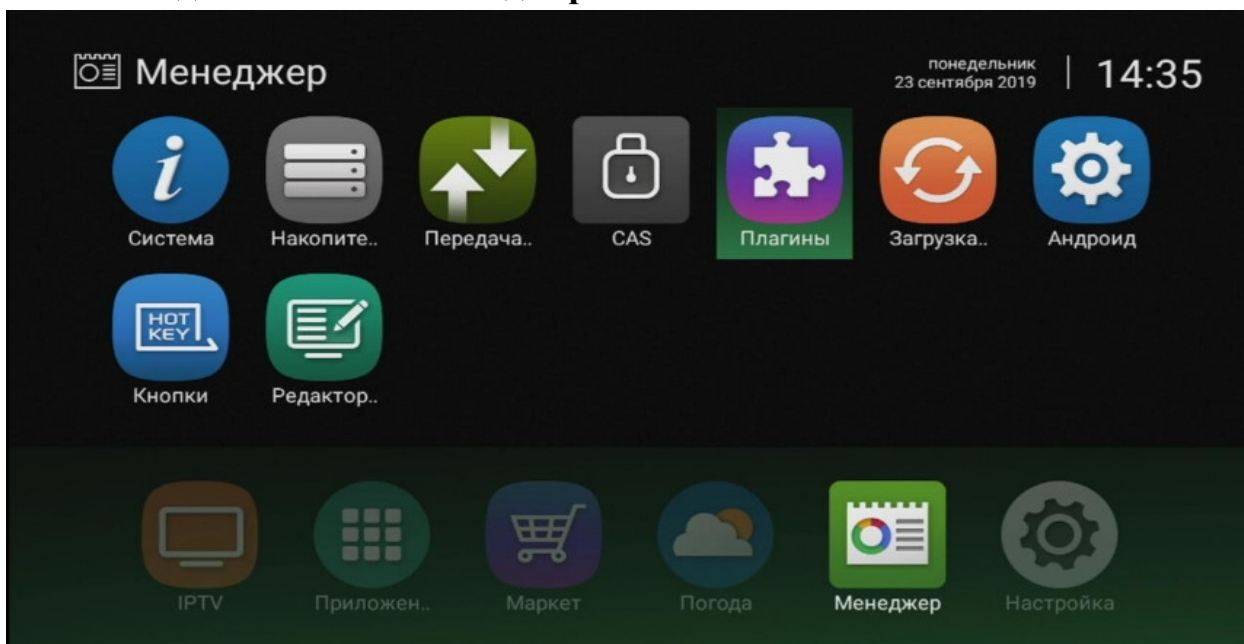 Менеджер
понедельник
23 сентября 2019
14:35
Система
Накопите..
Передача..
CAS
Плагины
Загрузка..
Андроид
HOT
KEY
Кнопки
Редактор..
IPTV
Приложен..
Маркет
Погода
Менеджер
Настройка